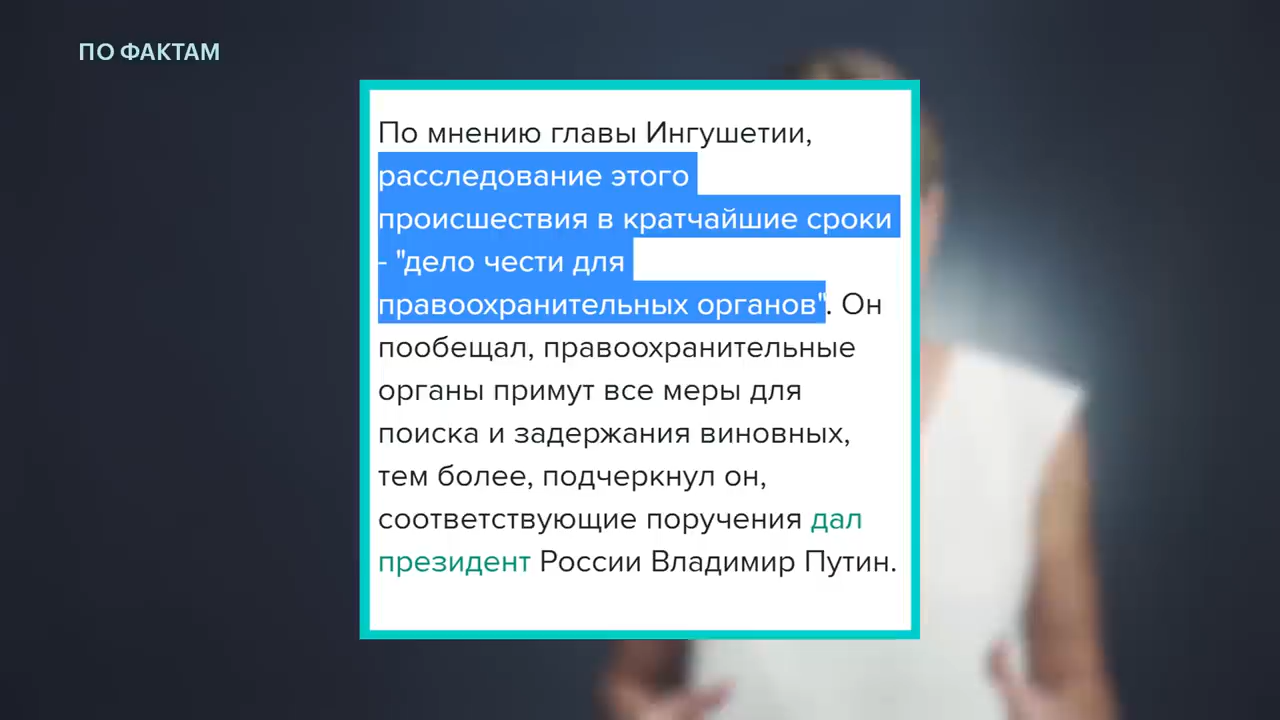 ПО ФАКТАМ
По мнению главы Ингушетии,
расследование этого
происшествия в кратчайшие сроки
- "дело чести для
правоохранительных органов". Он
пообещал, правоохранительные
органы примут все меры для
поиска и задержания виновных,
тем более, подчеркнул он,
соответствующие поручения дал
президент России Владимир Путин.